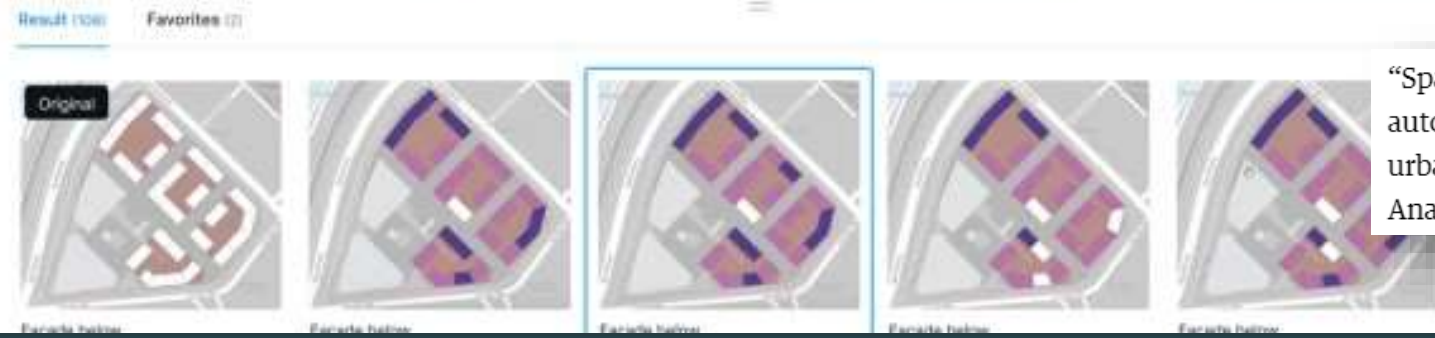 Result (108)
Favorites (2)
Original
“Spa
auto
urba
Ana
Facade below
Facade below
Facade below
Facade below
Facade below